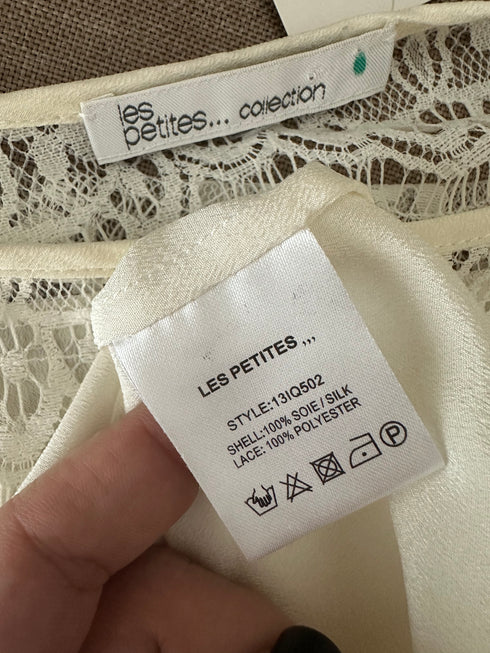 les
petites... collection
LES PETITES ,,,
STYLE:13IQ502
SHELL:100% SOIE / SILK
LACE: 100% POLYESTER
P